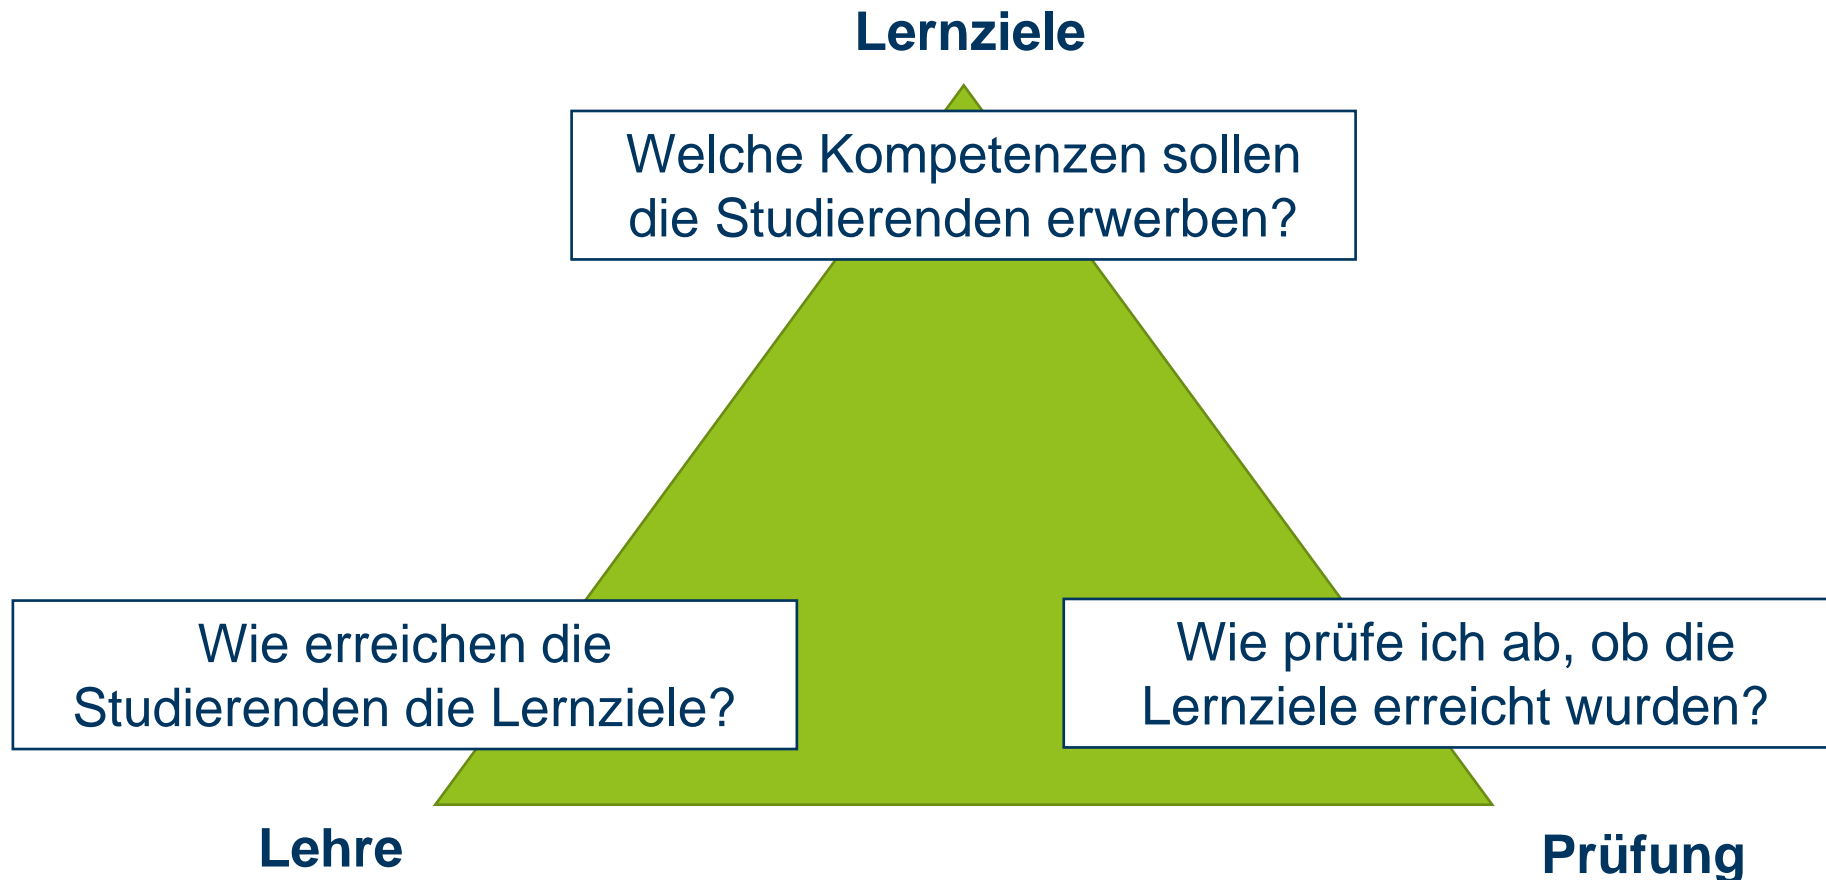 Lernziele
Welche Kompetenzen sollen
die Studierenden erwerben?
Wie erreichen die
Studierenden die Lernziele?
Wie prüfe ich ab, ob die
Lernziele erreicht wurden?
Lehre
Prüfung